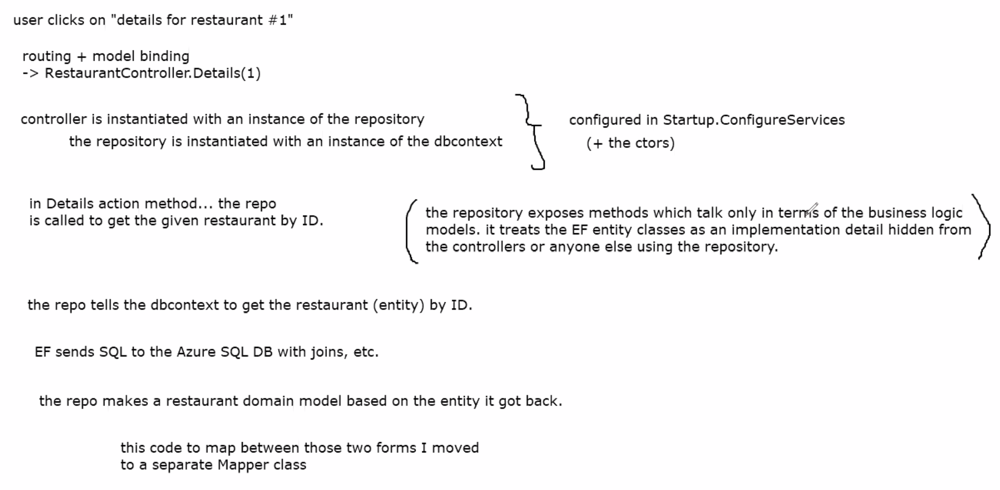 user clicks on "details for restaurant #1"
routing + model binding
-> RestaurantController.Details(1)
controller is instantiated with an instance of the repository
the repository is instantiated with an instance of the dbcontext
configured in Startup.ConfigureServices
(+ the ctors)
in Details action method... the repo
is called to get the given restaurant by ID.
the repository exposes methods which talk only in terms of the business logic
models. it treats the EF entity classes as an implementation detail hidden from
the controllers or anyone else using the repository.
the repo tells the dbcontext to get the restaurant (entity) by ID.
EF sends SQL to the Azure SQL DB with joins, etc.
the repo makes a restaurant domain model based on the entity it got back.
this code to map between those two forms I moved
to a separate Mapper class